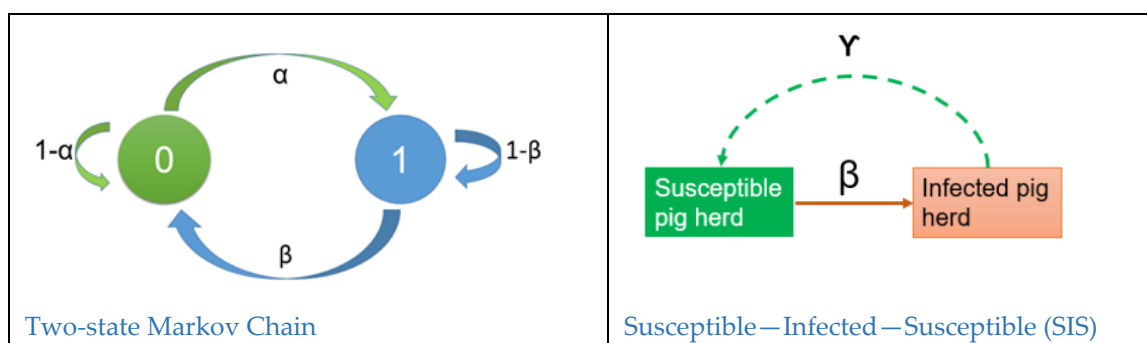 α
1-α
0
1
1-β
β
Two-state Markov Chain
ϒ
Susceptible
pig herd
β
Infected pig
herd
Susceptible—Infected—Susceptible (SIS)